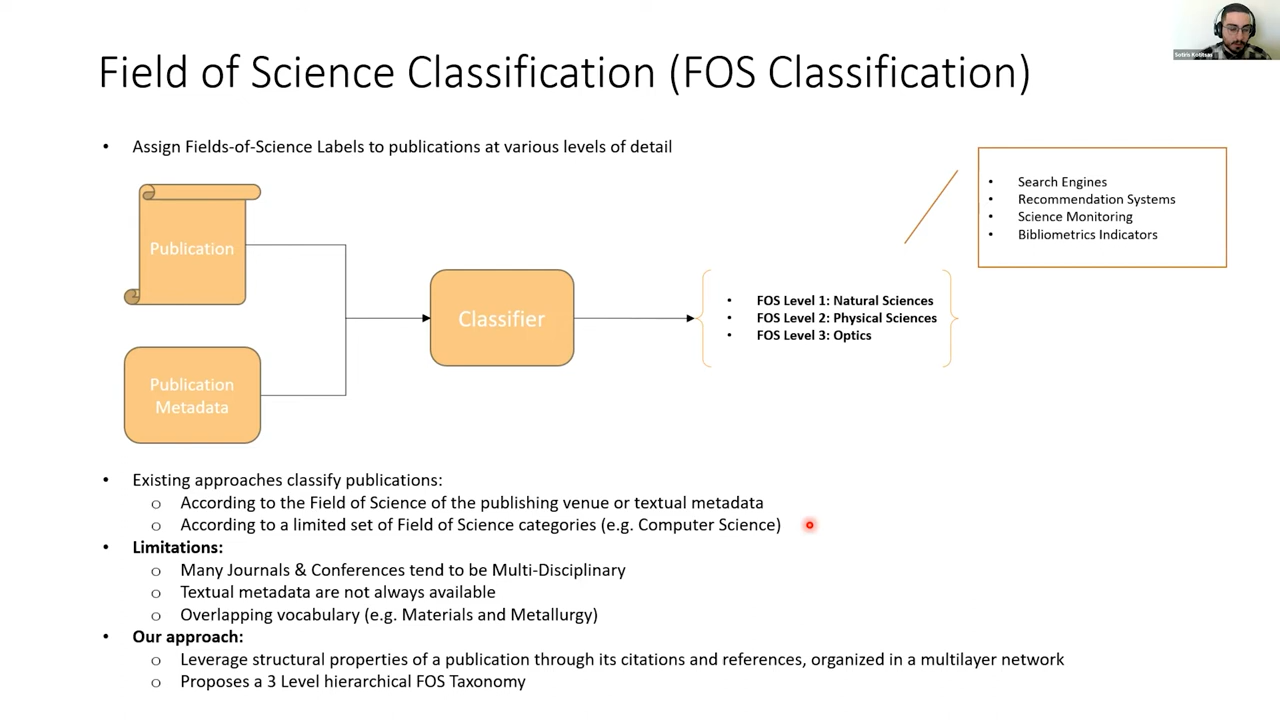 Sotiris Kotitsas
Field of Science Classification (FOS Classification)
• Assign Fields-of-Science Labels to publications at various levels of detail
Publication
Publication
Metadata
Classifier
• FOS Level 1: Natural Sciences
• FOS Level 2: Physical Sciences
• FOS Level 3: Optics
• Search Engines
• Recommendation Systems
• Science Monitoring
• Bibliometrics Indicators
• Existing approaches classify publications:
o According to the Field of Science of the publishing venue or textual metadata
o According to a limited set of Field of Science categories (e.g. Computer Science)
• Limitations:
o Many Journals & Conferences tend to be Multi-Disciplinary
o Textual metadata are not always available
o Overlapping vocabulary (e.g. Materials and Metallurgy)
• Our approach:
o Leverage structural properties of a publication through its citations and references, organized in a multilayer network
o Proposes a 3 Level hierarchical FOS Taxonomy